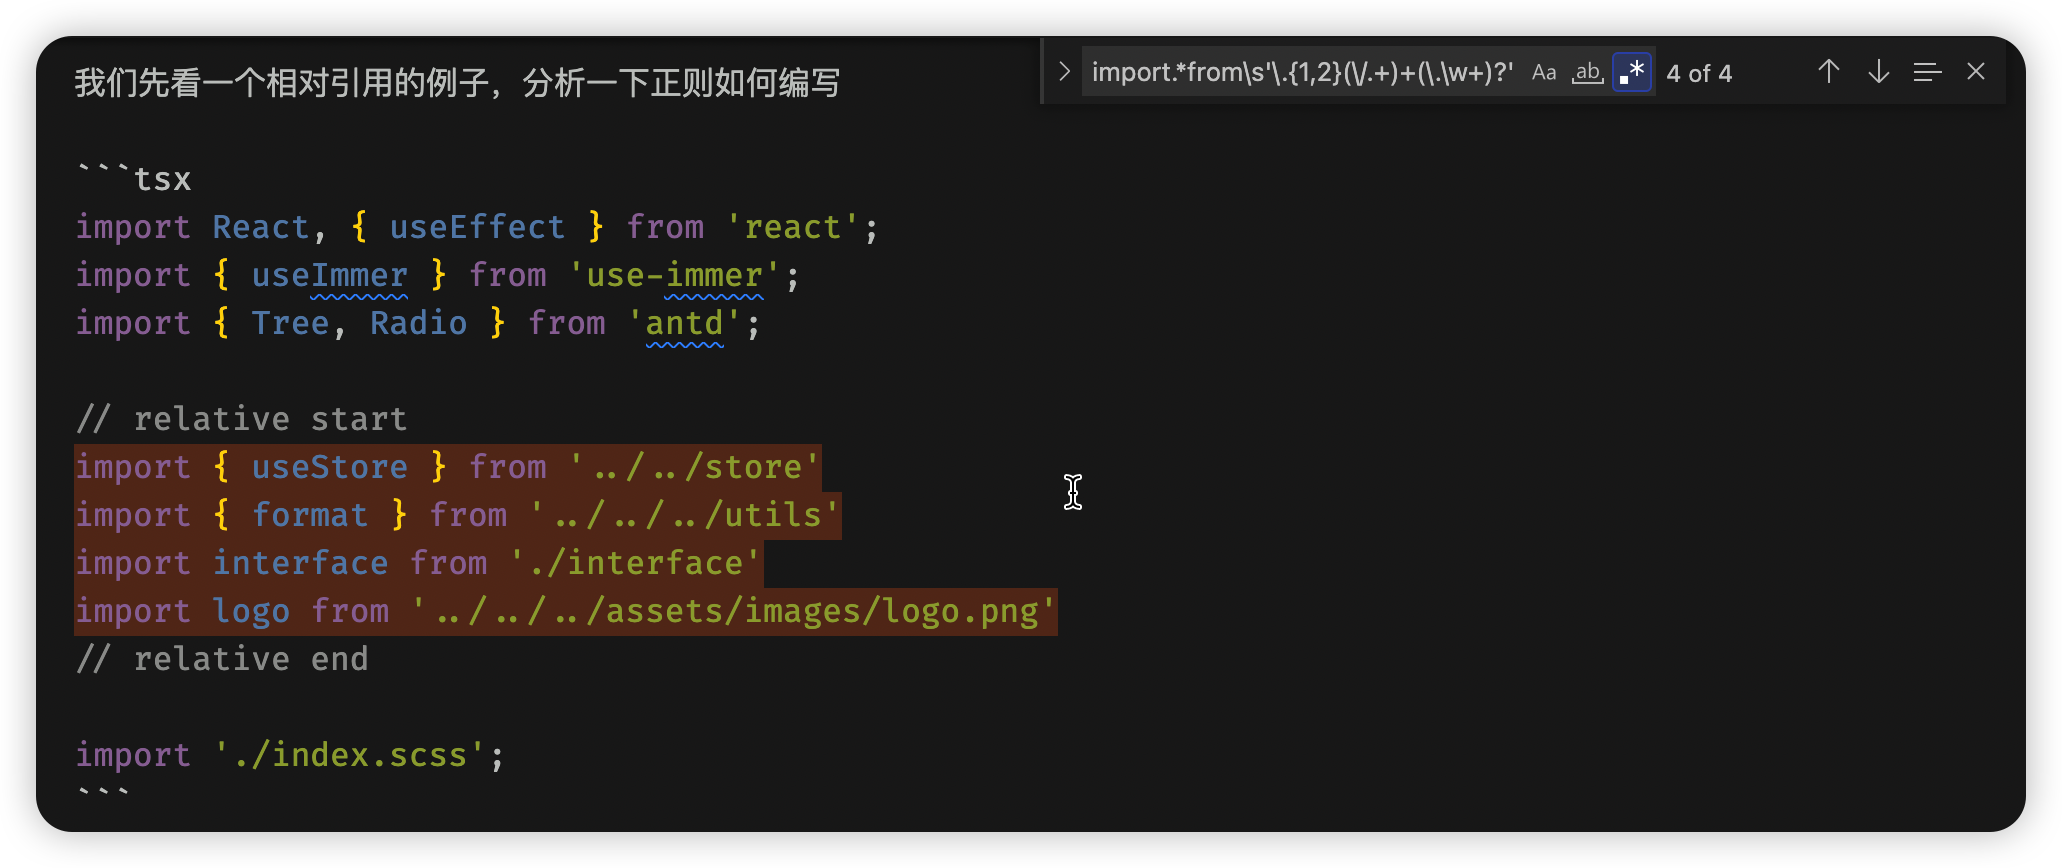 我们先看一个相对引用的例子，分析一下正则如何编写
import.*from\s'\.{1,2}(\/.+)+(\.\w+)?'
Aa ab .* 4 of 4
```tsx
import React, { useEffect } from 'react';
import { useImmer } from 'use-immer';
import { Tree, Radio } from 'antd';
// relative start
import { useStore } from '../../store'
import { format } from '../../../utils'
import interface from './interface'
import logo from '../../../assets/images/logo.png'
// relative end
import './index.scss';
```